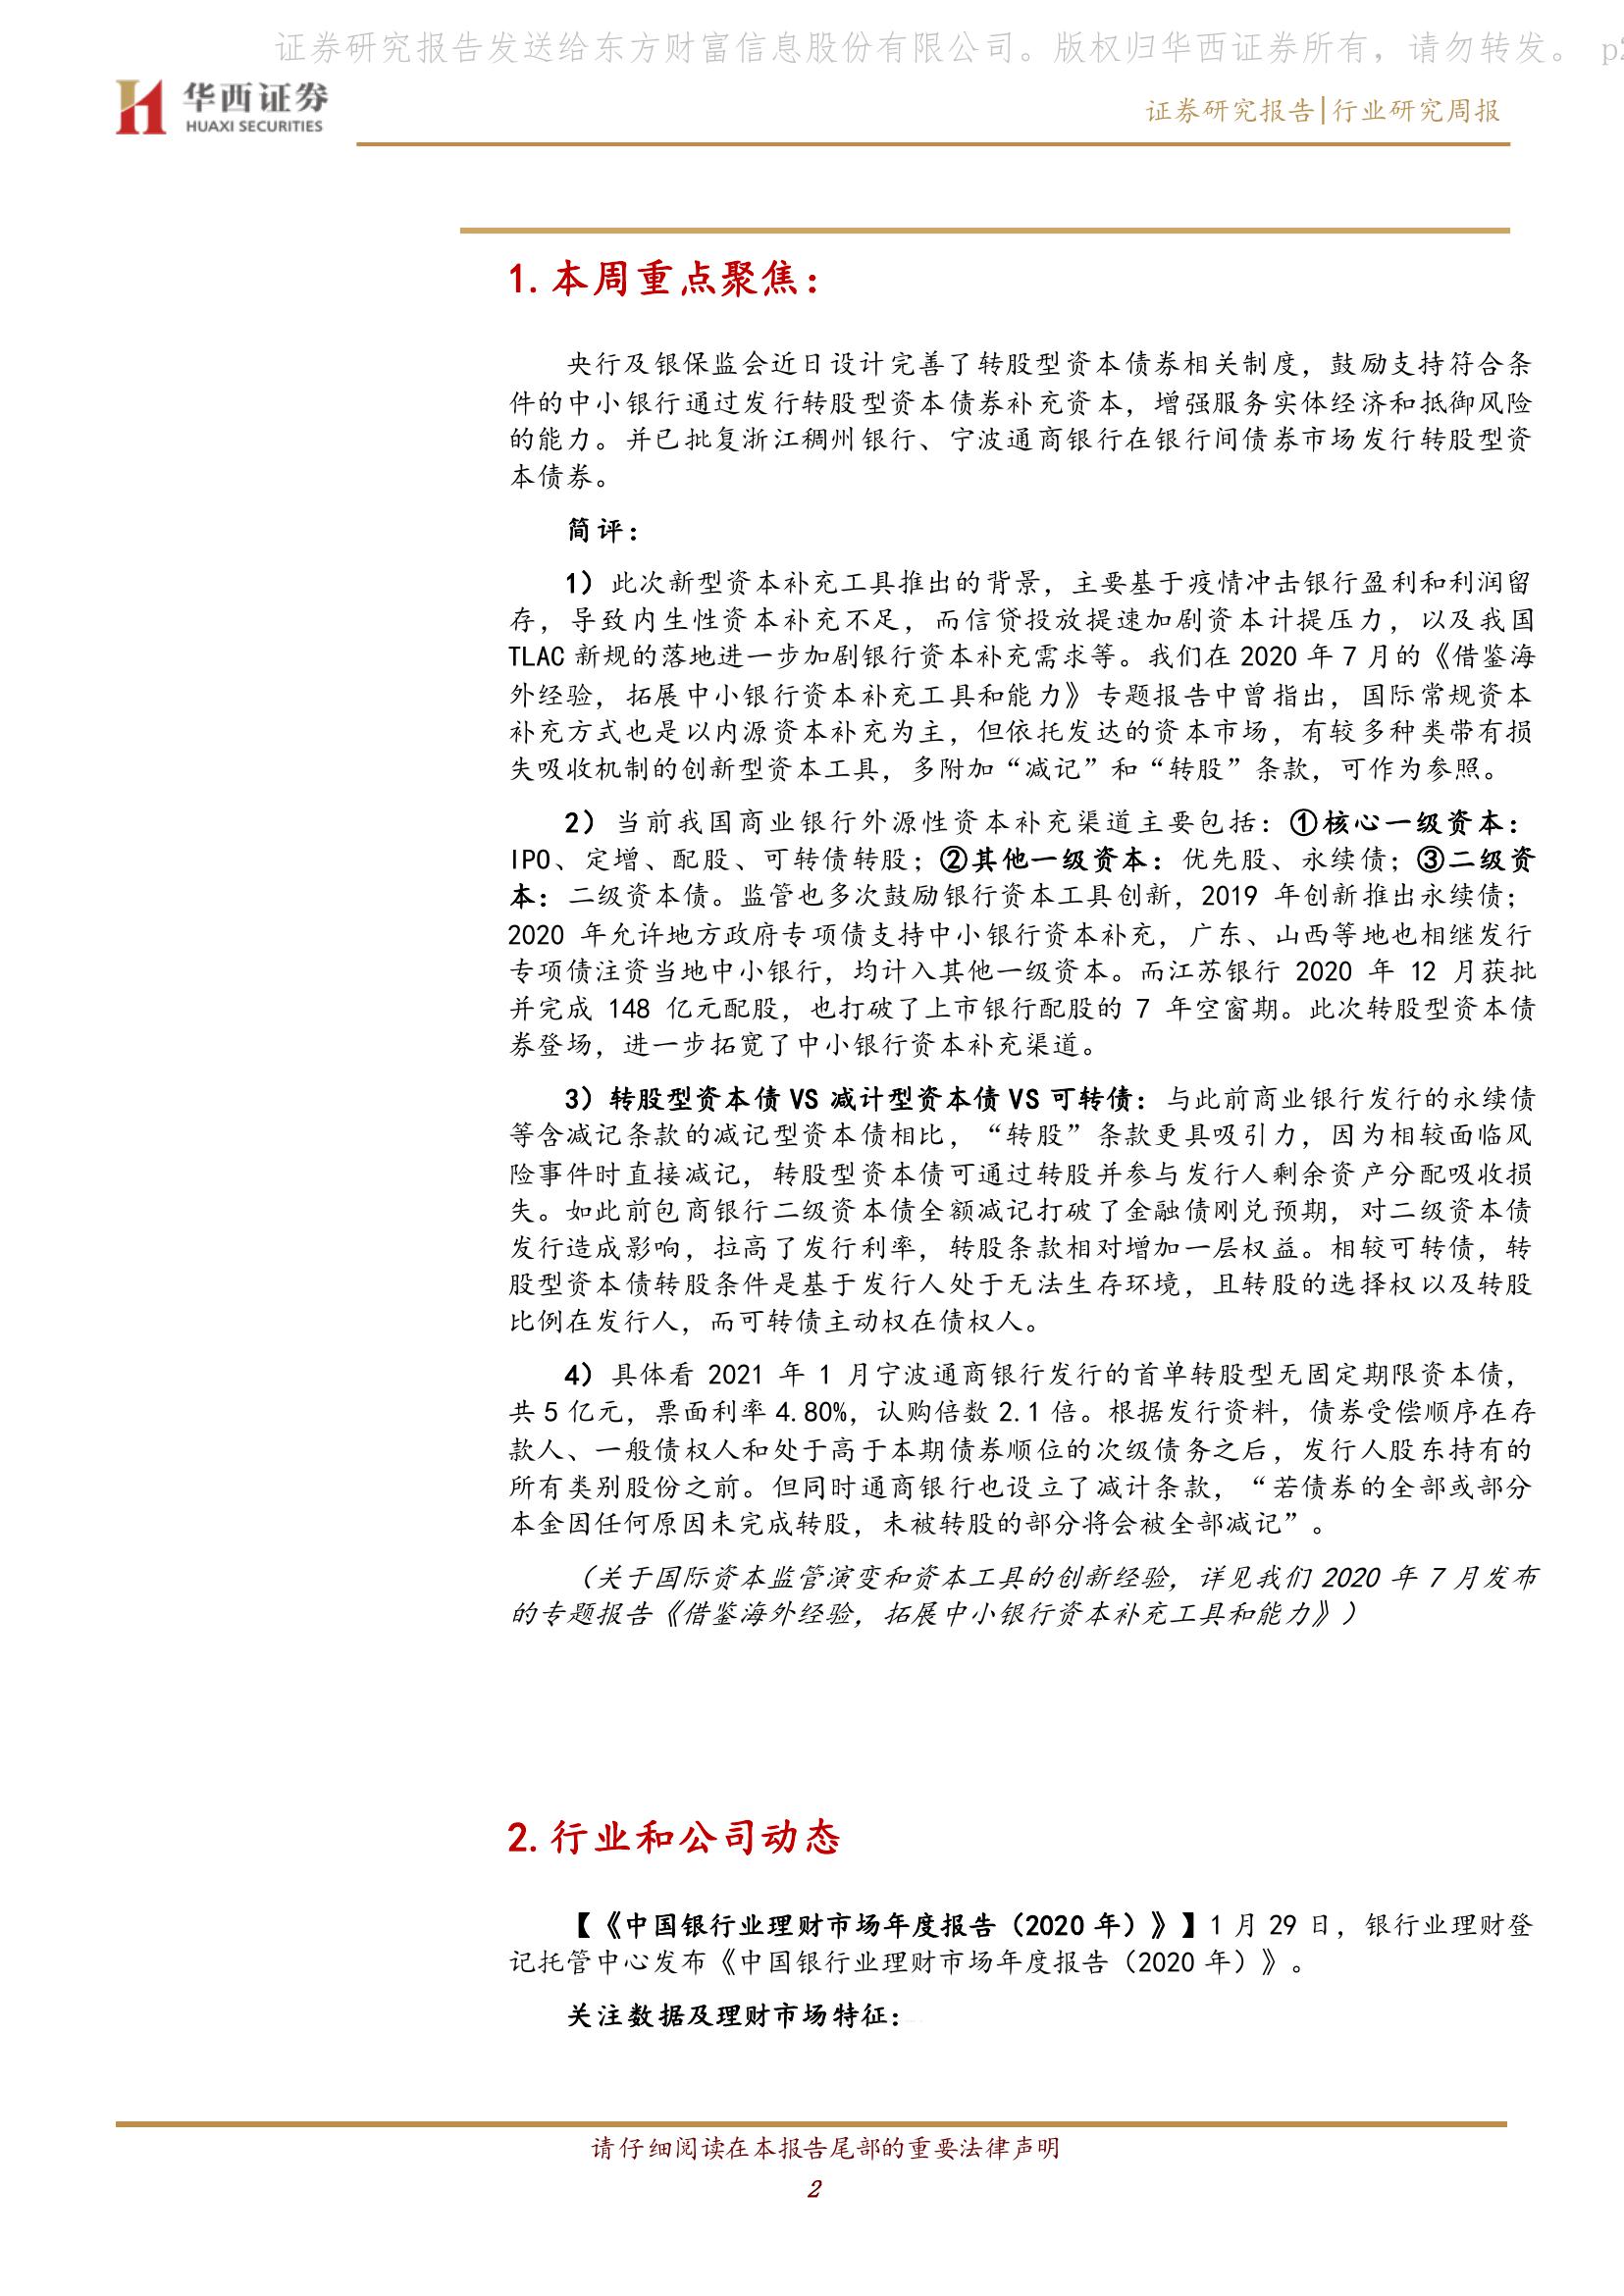 证券研究报告发送给东方财富信息股份有限公司。版权归华西证券所有，请勿转发。 p2
华西证券
HUAXI SECURITIES
证券研究报告|行业研究周报
1.本周重点聚焦：
央行及银保监会近日设计完善了转股型资本债券相关制度，鼓励支持符合条
件的中小银行通过发行转股型资本债券补充资本，增强服务实体经济和抵御风险
的能力。并已批复浙江稠州银行、宁波通商银行在银行间债券市场发行转股型资
本债券。
简评：
1）此次新型资本补充工具推出的背景，主要基于疫情冲击银行盈利和利润留
存，导致内生性资本补充不足，而信贷投放提速加剧资本计提压力，以及我国
TLAC 新规的落地进一步加剧银行资本补充需求等。我们在 2020 年 7 月的《借鉴海
外经验，拓展中小银行资本补充工具和能力》专题报告中曾指出，国际常规资本
补充方式也是以内源资本补充为主，但依托发达的资本市场，有较多种类带有损
失吸收机制的创新型资本工具，多附加“减记”和“转股”条款，可作为参照。
2）当前我国商业银行外源性资本补充渠道主要包括：①核心一级资本：
IPO、定增、配股、可转债转股；②其他一级资本：优先股、永续债；③二级资
本：二级资本债。监管也多次鼓励银行资本工具创新，2019 年创新推出永续债；
2020 年允许地方政府专项债支持中小银行资本补充，广东、山西等地也相继发行
专项债注资当地中小银行，均计入其他一级资本。而江苏银行 2020 年 12 月获批
并完成 148 亿元配股，也打破了上市银行配股的 7 年空窗期。此次转股型资本债
券登场，进一步拓宽了中小银行资本补充渠道。
3）转股型资本债 VS 减计型资本债 VS 可转债：与此前商业银行发行的永续债
等含减记条款的减记型资本债相比，“转股”条款更具吸引力，因为相较面临风
险事件时直接减记，转股型资本债可通过转股并参与发行人剩余资产分配吸收损
失。如此前包商银行二级资本债全额减记打破了金融债刚兑预期，对二级资本债
发行造成影响，拉高了发行利率，转股条款相对增加一层权益。相较可转债，转
股型资本债转股条件是基于发行人处于无法生存环境，且转股的选择权以及转股
比例在发行人，而可转债主动权在债权人。
4）具体看 2021 年 1 月宁波通商银行发行的首单转股型无固定期限资本债，
共 5 亿元，票面利率 4.80%，认购倍数 2.1 倍。根据发行资料，债券受偿顺序在存
款人、一般债权人和处于高于本期债券顺位的次级债务之后，发行人股东持有的
所有类别股份之前。但同时通商银行也设立了减计条款，“若债券的全部或部分
本金因任何原因未完成转股，未被转股的部分将会被全部减记”。
（关于国际资本监管演变和资本工具的创新经验，详见我们 2020 年 7 月发布
的专题报告《借鉴海外经验，拓展中小银行资本补充工具和能力》）
2.行业和公司动态
【《中国银行业理财市场年度报告（2020 年）》】1 月 29 日，银行业理财登
记托管中心发布《中国银行业理财市场年度报告（2020 年）》。
关注数据及理财市场特征：
请仔细阅读在本报告尾部的重要法律声明
2